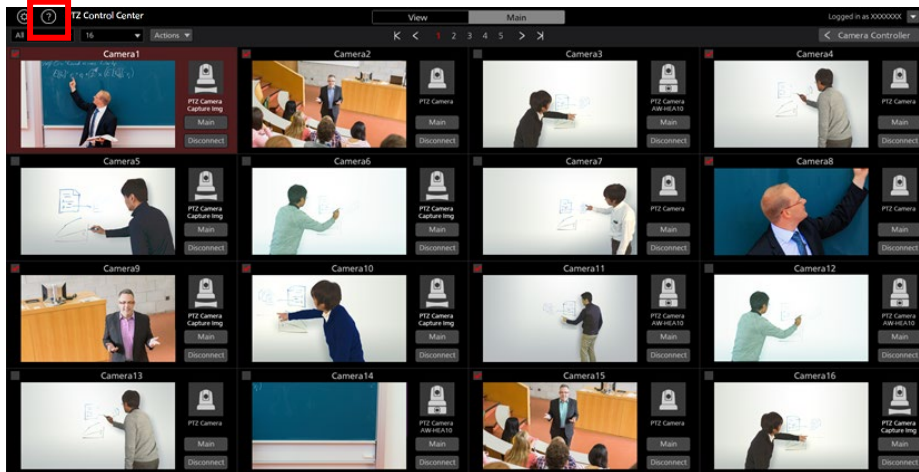 ? PTZ Control Center View Main Logged in as XXXXXXX
All 16 Actions 1 2 3 4 5 Camera Controller
Camera1 Camera2 Camera3 Camera4
PTZ Camera Capture Img PTZ Camera PTZ Camera AW-HEA10 PTZ Camera
Main Main Main Main
Disconnect Disconnect Disconnect Disconnect
Camera5 Camera6 Camera7 Camera8
PTZ Camera Capture Img PTZ Camera Capture Img PTZ Camera PTZ Camera
Main Main Main Main
Disconnect Disconnect Disconnect Disconnect
Camera9 Camera10 Camera11 Camera12
PTZ Camera Capture Img PTZ Camera Capture Img PTZ Camera AW-HEA10 PTZ Camera AW-HEA10
Main Main Main Main
Disconnect Disconnect Disconnect Disconnect
Camera13 Camera14 Camera15 Camera16
PTZ Camera PTZ Camera AW-HEA10 PTZ Camera PTZ Camera Capture Img
Main Main Main Main
Disconnect Disconnect Disconnect Disconnect